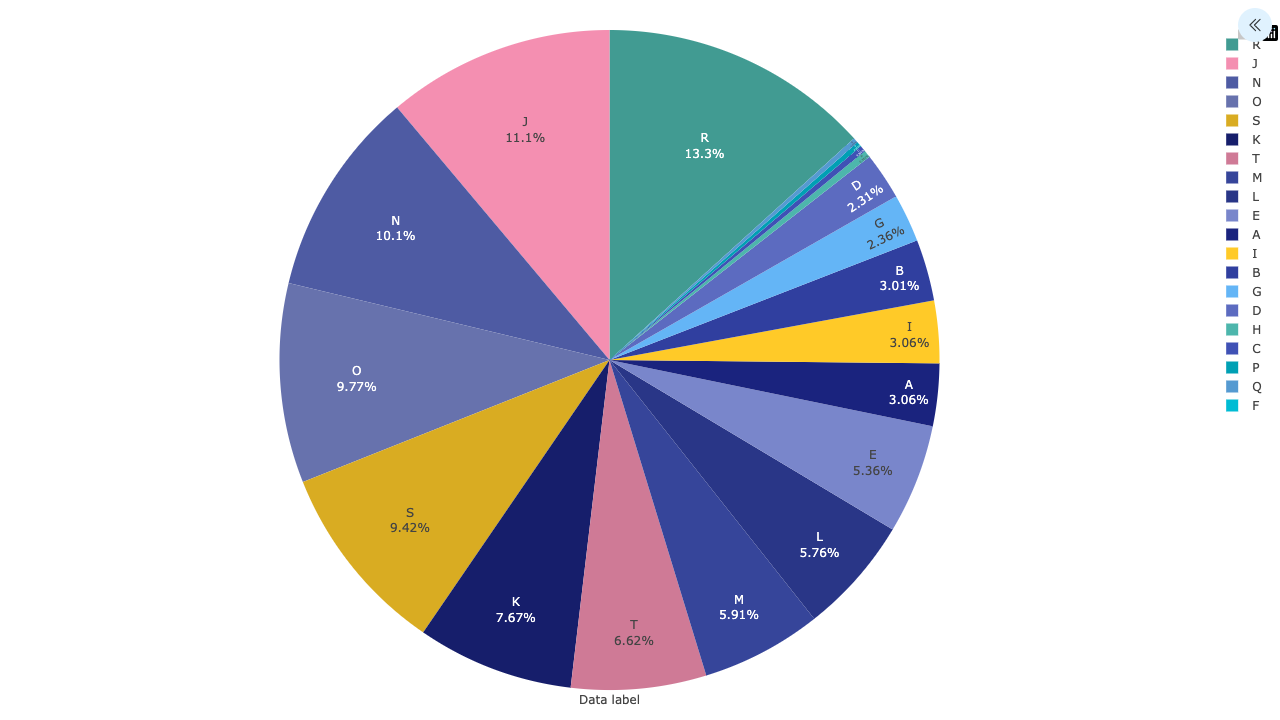 R
13.3%
J
11.1%
N
10.1%
O
9.77%
S
9.42%
K
7.67%
T
6.62%
M
5.91%
L
5.76%
E
5.36%
A
3.06%
I
3.06%
B
3.01%
G
2.36%
D
2.31%
Data label
R
J
N
O
S
K
T
M
L
E
A
I
B
G
D
H
C
P
Q
F